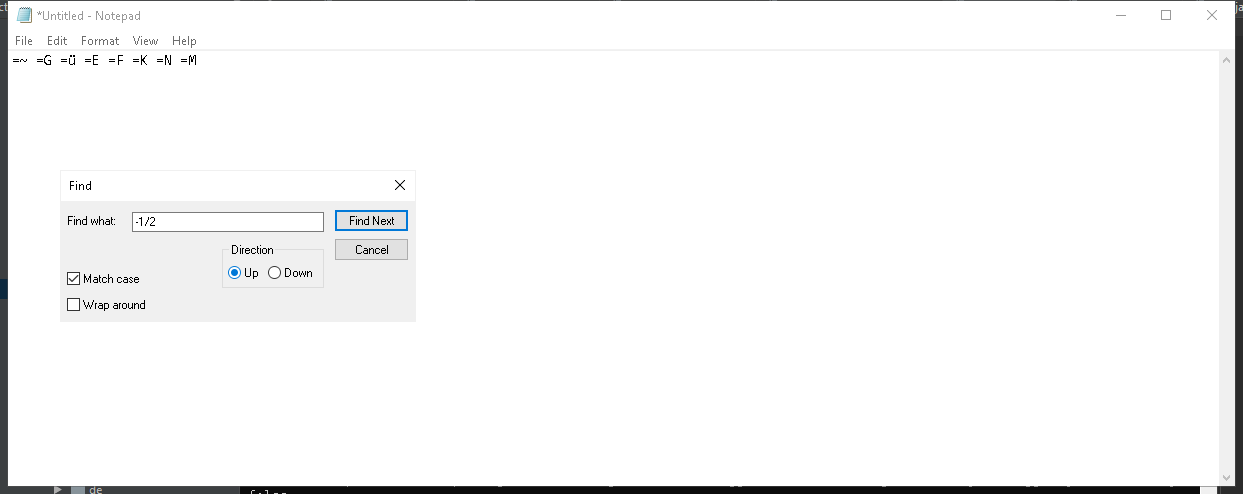 *Untitled - Notepad
File Edit Format View Help
=~ =G =ü =E =F =K =N =M
Find
Find what: -1/2 Find Next
Direction Cancel
Up Down
Match case
Wrap around
de